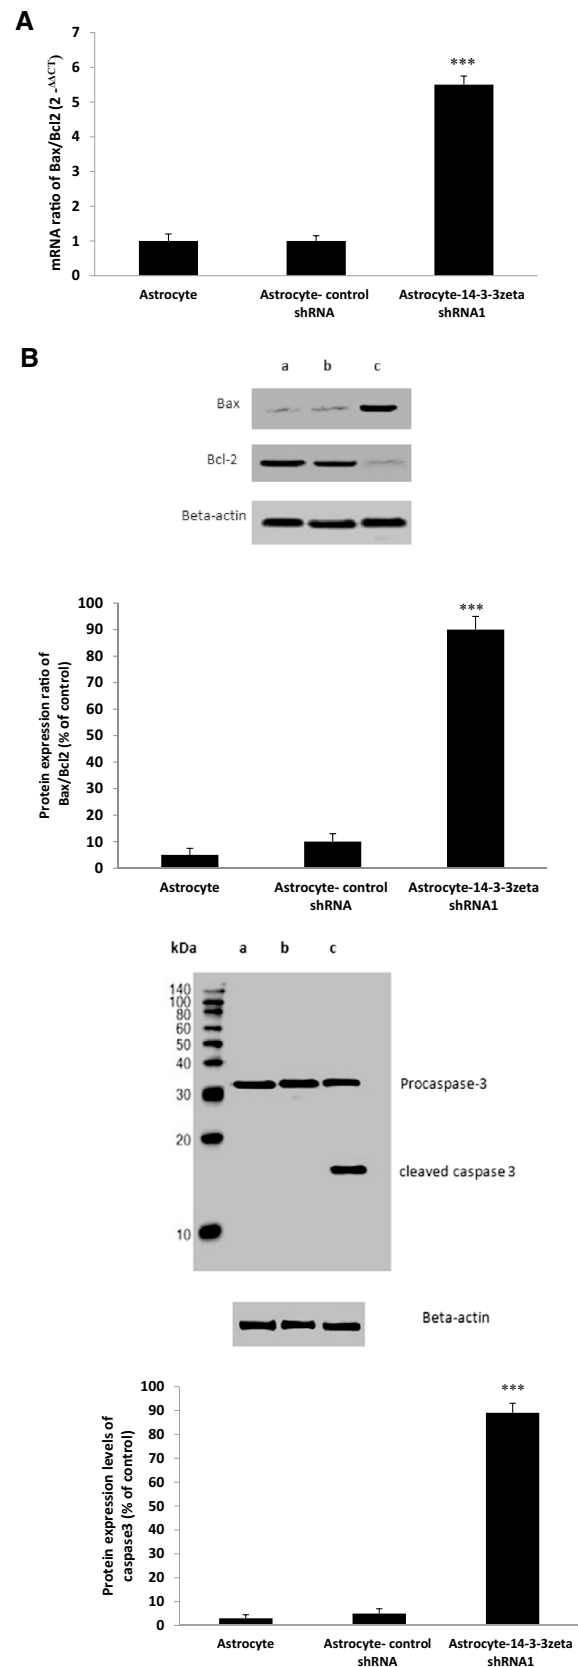 A
mRNA ratio of Bax/Bcl2 (2 -ΔΔCT)
7
6
5
4
3
2
1
0
***
Astrocyte
Astrocyte- control
shRNA
Astrocyte-14-3-3zeta
shRNA1
B
a b c
Bax
Bcl-2
Beta-actin
Protein expression ratio of
Bax/Bcl2 (% of control)
100
90
80
70
60
50
40
30
20
10
0
***
Astrocyte
Astrocyte- control
shRNA
Astrocyte-14-3-3zeta
shRNA1
kDa a b c
140
100
80
60
50
40
30
20
10
Procaspase-3
cleaved caspase 3
Beta-actin
Protein expression levels of
caspase3 (% of control)
100
90
80
70
60
50
40
30
20
10
0
***
Astrocyte
Astrocyte- control
shRNA
Astrocyte-14-3-3zeta
shRNA1